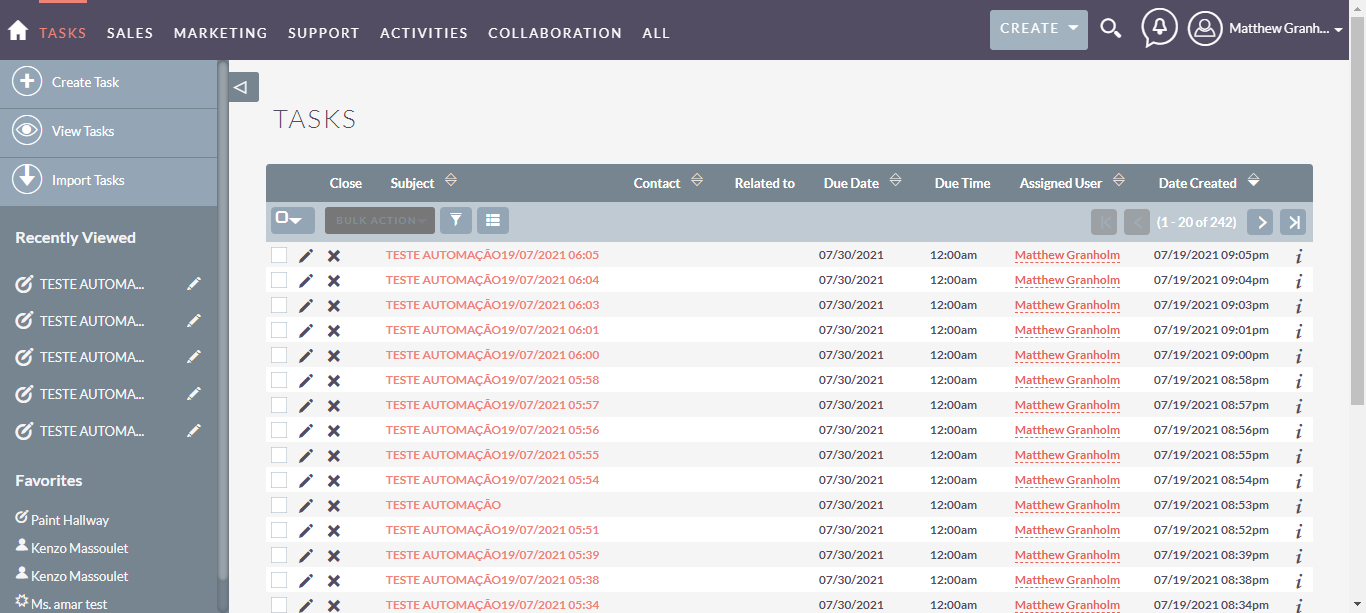 TASKS SALES MARKETING SUPPORT ACTIVITIES COLLABORATION ALL CREATE Matthew Granh...
Create Task
View Tasks
Import Tasks
Recently Viewed
TESTE AUTOMA...
TESTE AUTOMA...
TESTE AUTOMA...
TESTE AUTOMA...
TESTE AUTOMA...
Favorites
Paint Hallway
Kenzo Massoulet
Kenzo Massoulet
Ms. amar test
TASKS
Close Subject Contact Related to Due Date Due Time Assigned User Date Created
BULK ACTION (1 - 20 of 242)
TESTE AUTOMAÇÃO19/07/2021 06:05 07/30/2021 12:00am Matthew Granholm 07/19/2021 09:05pm
TESTE AUTOMAÇÃO19/07/2021 06:04 07/30/2021 12:00am Matthew Granholm 07/19/2021 09:04pm
TESTE AUTOMAÇÃO19/07/2021 06:03 07/30/2021 12:00am Matthew Granholm 07/19/2021 09:03pm
TESTE AUTOMAÇÃO19/07/2021 06:01 07/30/2021 12:00am Matthew Granholm 07/19/2021 09:01pm
TESTE AUTOMAÇÃO19/07/2021 06:00 07/30/2021 12:00am Matthew Granholm 07/19/2021 09:00pm
TESTE AUTOMAÇÃO19/07/2021 05:58 07/30/2021 12:00am Matthew Granholm 07/19/2021 08:58pm
TESTE AUTOMAÇÃO19/07/2021 05:57 07/30/2021 12:00am Matthew Granholm 07/19/2021 08:57pm
TESTE AUTOMAÇÃO19/07/2021 05:56 07/30/2021 12:00am Matthew Granholm 07/19/2021 08:56pm
TESTE AUTOMAÇÃO19/07/2021 05:55 07/30/2021 12:00am Matthew Granholm 07/19/2021 08:55pm
TESTE AUTOMAÇÃO19/07/2021 05:54 07/30/2021 12:00am Matthew Granholm 07/19/2021 08:54pm
TESTE AUTOMAÇÃO 07/30/2021 12:00am Matthew Granholm 07/19/2021 08:53pm
TESTE AUTOMAÇÃO19/07/2021 05:51 07/30/2021 12:00am Matthew Granholm 07/19/2021 08:52pm
TESTE AUTOMAÇÃO19/07/2021 05:39 07/30/2021 12:00am Matthew Granholm 07/19/2021 08:39pm
TESTE AUTOMAÇÃO19/07/2021 05:38 07/30/2021 12:00am Matthew Granholm 07/19/2021 08:38pm
TESTE AUTOMAÇÃO19/07/2021 05:34 07/30/2021 12:00am Matthew Granholm 07/19/2021 08:34pm